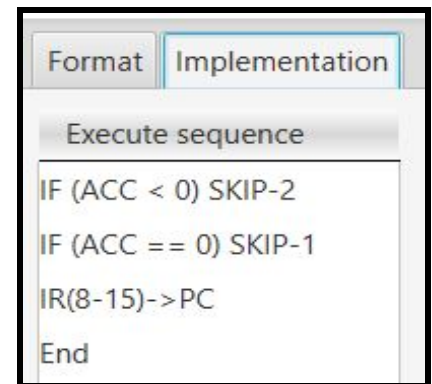 Format Implementation
Execute sequence
IF (ACC < 0) SKIP-2
IF (ACC == 0) SKIP-1
IR(8-15)->PC
End